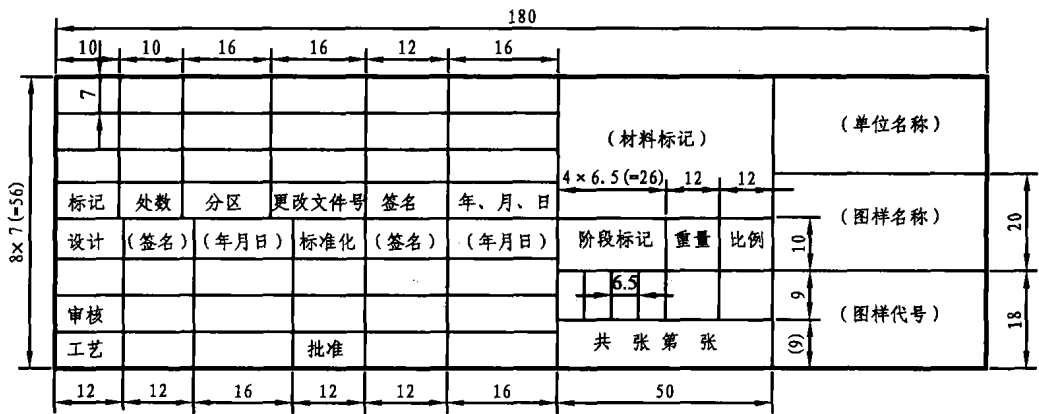 180
10 10 16 16 12 16
7
(单位名称)
(材料标记)
4×6.5(=26) 12 12
标记 处数 分区 更改文件号 签名 年、月、日
8×7(=56)
(图样名称)
20
设计 (签名) (年月日) 标准化 (签名) (年月日) 阶段标记 重量 比例
10
6.5
9
审核
(图样代号)
18
工艺 批准
共 张 第 张
(9)
12 12 16 12 12 16 50